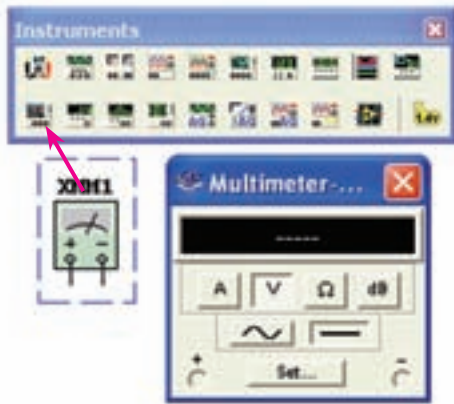 Instruments
XMM1
+ -
Multimeter-...
-----
A V Ω dB
+ Set... -